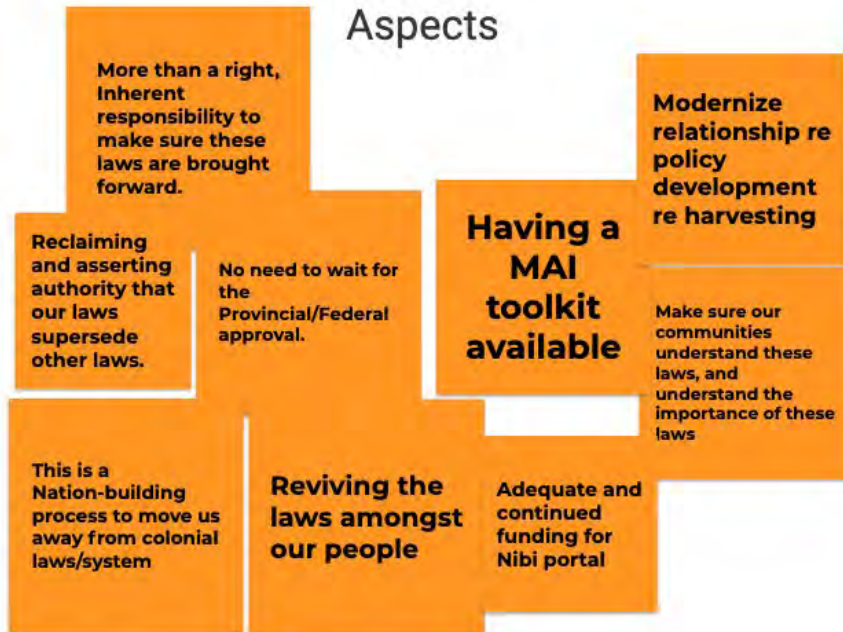 Aspects
More than a right,
Inherent
responsibility to
make sure these
laws are brought
forward.
Modernize
relationship re
policy
development
re harvesting
Reclaiming
and asserting
authority that
our laws
supersede
other laws.
No need to wait for
the
Provincial/Federal
approval.
Having a
MAI
toolkit
available
Make sure our
communities
understand these
laws, and
understand the
importance of these
laws
This is a
Nation-building
process to move us
away from colonial
laws/system
Reviving the
laws amongst
our people
Adequate and
continued
funding for
Nibi portal